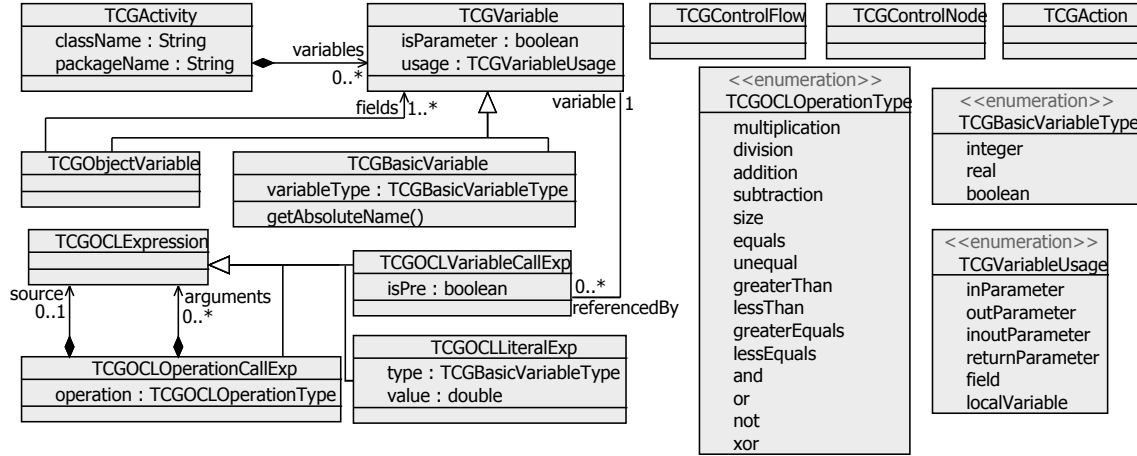 TCGActivity
className : String
packageName : String
variables
0..*
TCGVariable
isParameter : boolean
usage : TCGVariableUsage
fields
1..*
variable
1
TCGObjectVariable
TCGBasicVariable
variableType : TCGBasicVariableType
getAbsoluteName()
TCGOCLExpression
source
0..1
arguments
0..*
TCGOCLVariableCallExp
isPre : boolean
0..*
referencedBy
TCGOCLOperationCallExp
operation : TCGOCLOperationType
TCGOCLLiteralExp
type : TCGBasicVariableType
value : double
TCGControlFlow
TCGControlNode
TCGAction
<<enumeration>>
TCGOCLOperationType
multiplication
division
addition
subtraction
size
equals
unequal
greaterThan
lessThan
greaterEquals
lessEquals
and
or
not
xor
<<enumeration>>
TCGBasicVariableType
integer
real
boolean
<<enumeration>>
TCGVariableUsage
inParameter
outParameter
inoutParameter
returnParameter
field
localVariable